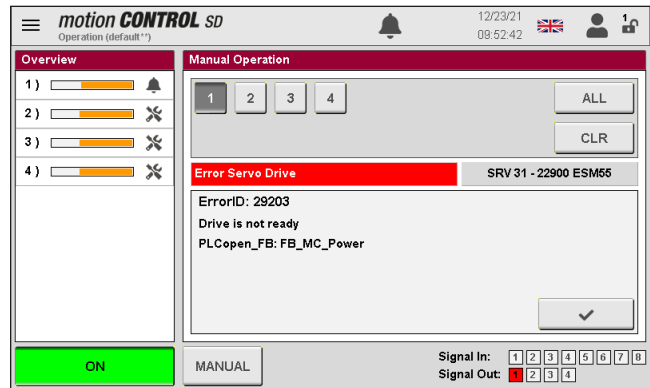 motion CONTROL SD
Operation (default**)
12/23/21
09:52:42
1
Overview
1)
2)
3)
4)
Manual Operation
1 2 3 4
ALL
CLR
Error Servo Drive
SRV 31 - 22900 ESM55
ErrorID: 29203
Drive is not ready
PLCopen_FB: FB_MC_Power
ON
MANUAL
Signal In: 1 2 3 4 5 6 7 8
Signal Out: 1 2 3 4